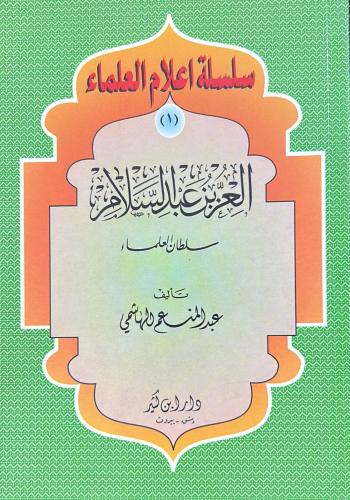 سلسلة اعلام العلماء
(١)
العز بن عبد السلام
سلطان العلماء
تأليف
عبد المنعم الهاشمي
دار ابن كثير
دمشق - بيروت